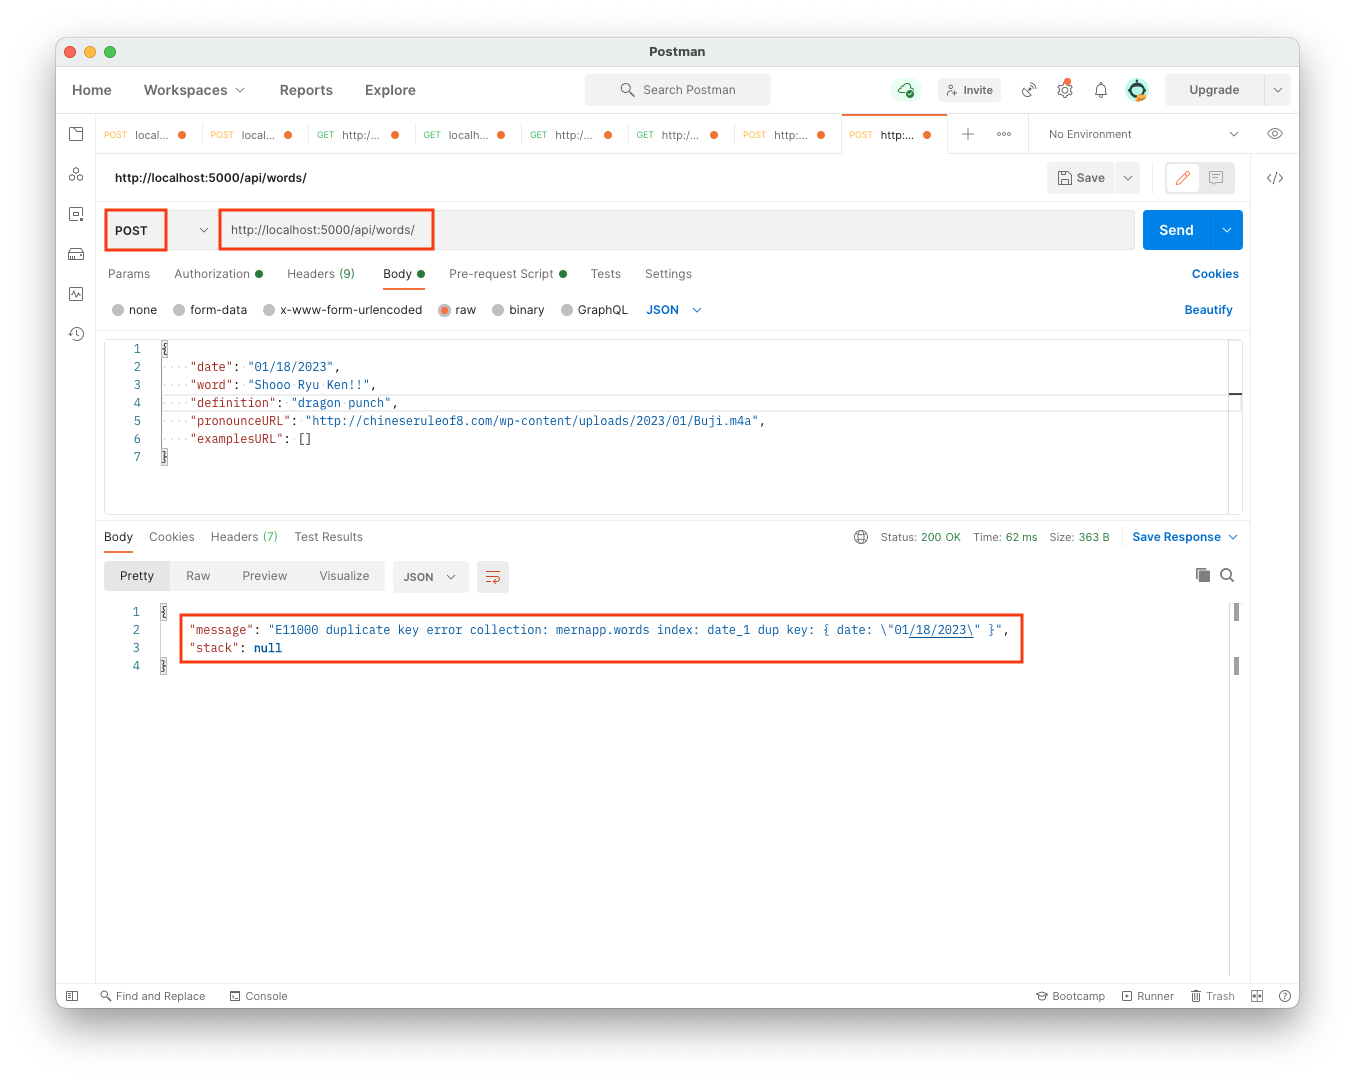 Postman
Home Workspaces Reports Explore Search Postman Invite Upgrade
POST local... POST local... GET http:/... GET localh... GET http:/... GET http:/... POST http:... POST http:... No Environment
http://localhost:5000/api/words/ Save </>
POST http://localhost:5000/api/words/ Send
Params Authorization Headers (9) Body Pre-request Script Tests Settings Cookies
none form-data x-www-form-urlencoded raw binary GraphQL JSON Beautify
1 {
2 "date": "01/18/2023",
3 "word": "Shooo Ryu Ken!!",
4 "definition": "dragon punch",
5 "pronounceURL": "http://chineseruleof8.com/wp-content/uploads/2023/01/Buji.m4a",
6 "examplesURL": []
7 }
Body Cookies Headers (7) Test Results Status: 200 OK Time: 62 ms Size: 363 B Save Response
Pretty Raw Preview Visualize JSON
1 {
2 "message": "E11000 duplicate key error collection: mernapp.words index: date_1 dup key: { date: \"01/18/2023\" }",
3 "stack": null
4 }
Find and Replace Console Bootcamp Runner Trash